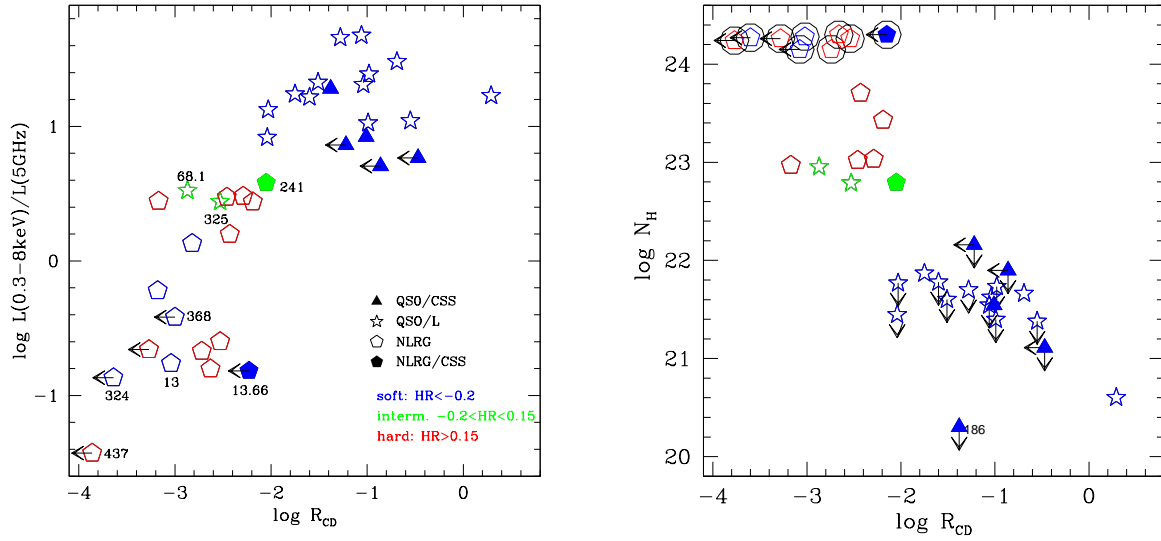 log L(0.3−8keV)/L(5GHz)
1
0
−1
68.1
325
241
368
324
13
13.66
437
QSO/CSS
QSO/L
NLRG
NLRG/CSS
soft: HR<−0.2
interm. −0.2<HR<0.15
hard: HR>0.15
−4 −3 −2 −1 0
log R_CD
log N_H
24
23
22
21
20
186
−4 −3 −2 −1 0
log R_CD